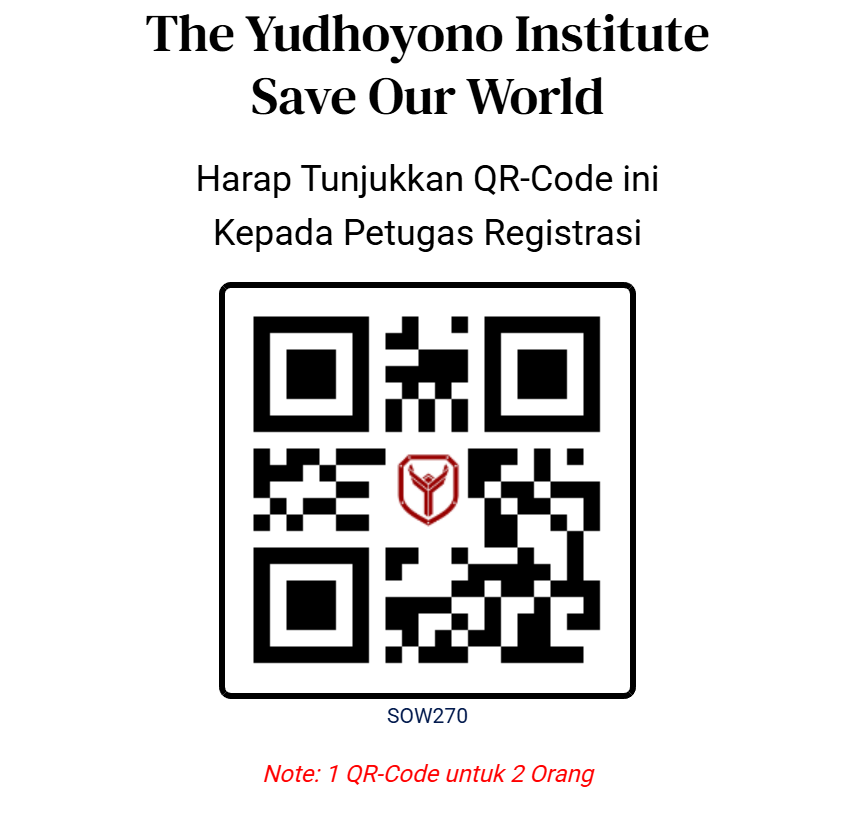 The Yudhoyono Institute
Save Our World
Harap Tunjukkan QR-Code ini
Kepada Petugas Registrasi
SOW270
Note: 1 QR-Code untuk 2 Orang